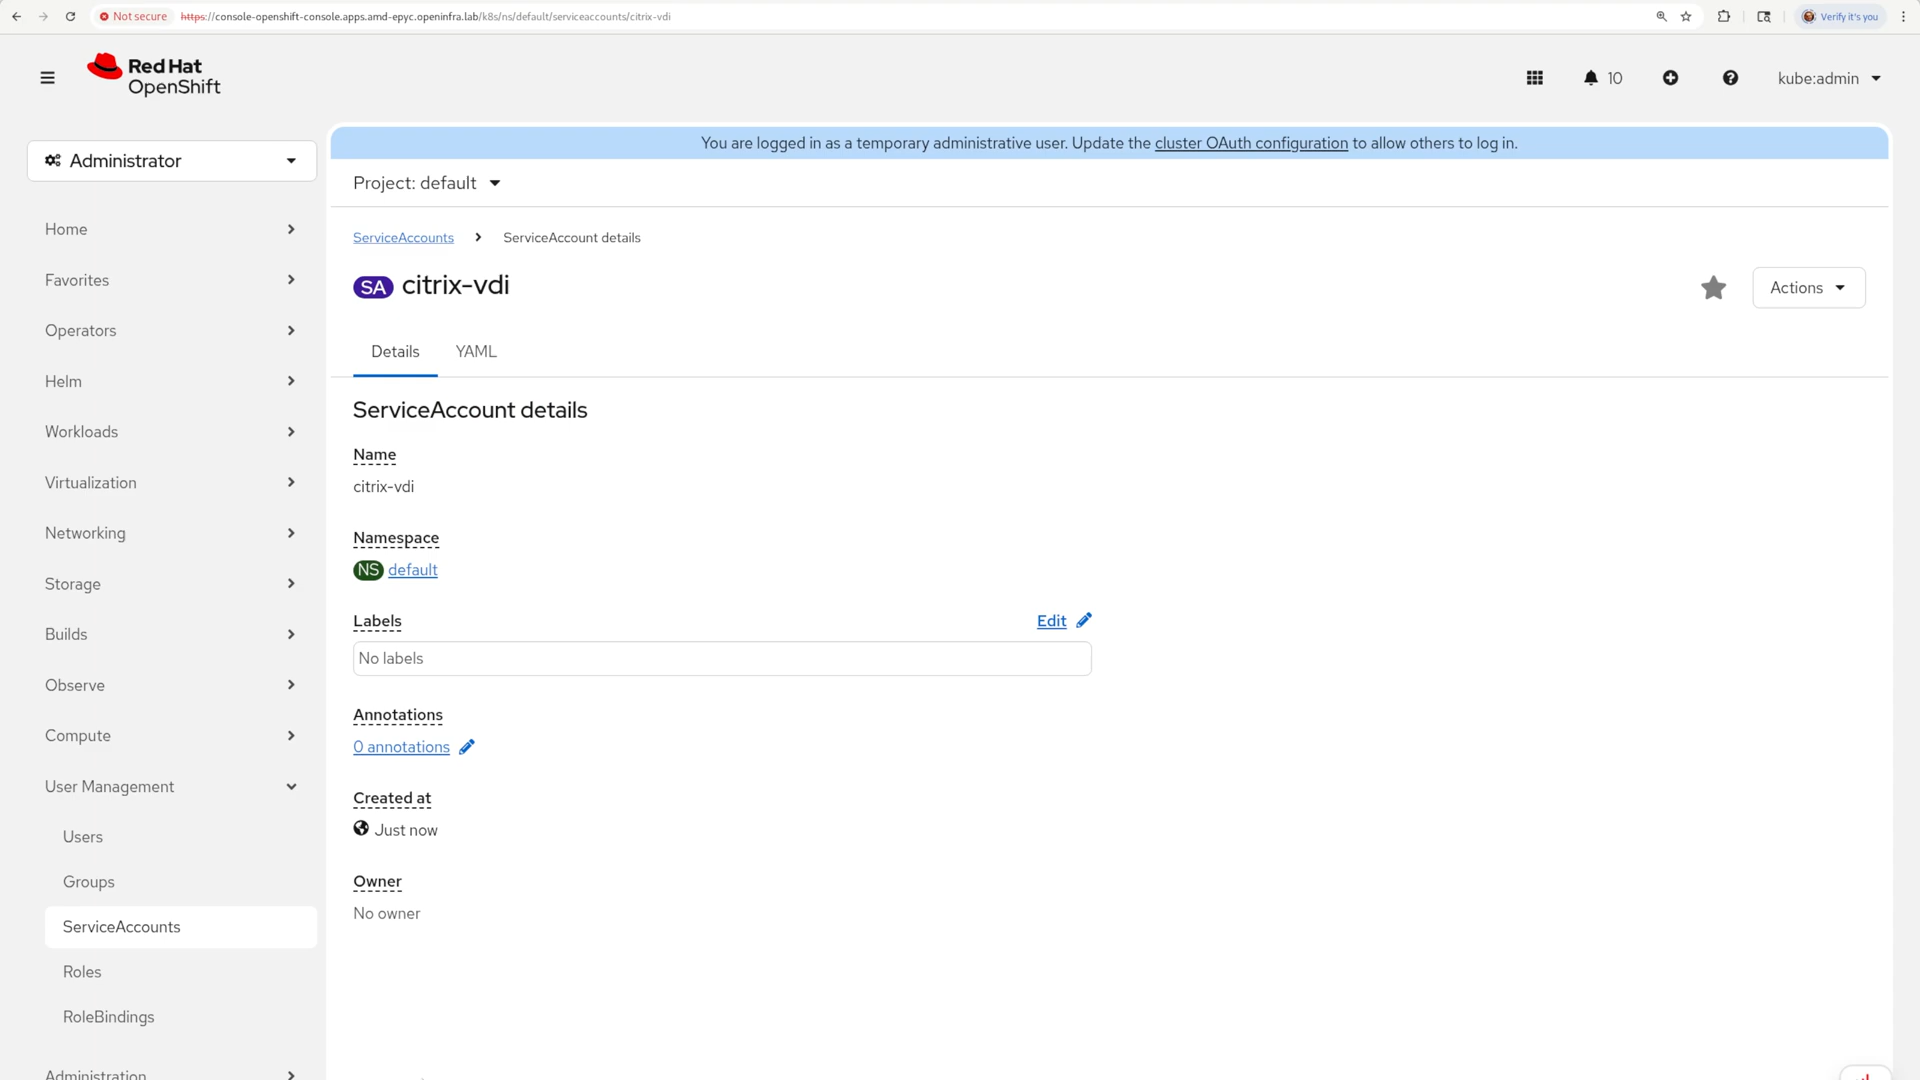 Not secure https://console-openshift-console.apps.amd-epyc.openinfra.lab/k8s/ns/default/serviceaccounts/citrix-vdi Verify it's you
Red Hat
OpenShift
10
kube:admin
Administrator
You are logged in as a temporary administrative user. Update the cluster OAuth configuration to allow others to log in.
Project: default
Home
Favorites
Operators
Helm
Workloads
Virtualization
Networking
Storage
Builds
Observe
Compute
User Management
Users
Groups
ServiceAccounts
Roles
RoleBindings
Administration
ServiceAccounts ServiceAccount details
SA citrix-vdi
Actions
Details YAML
ServiceAccount details
Name
citrix-vdi
Namespace
NS default
Labels Edit
No labels
Annotations
0 annotations
Created at
Just now
Owner
No owner